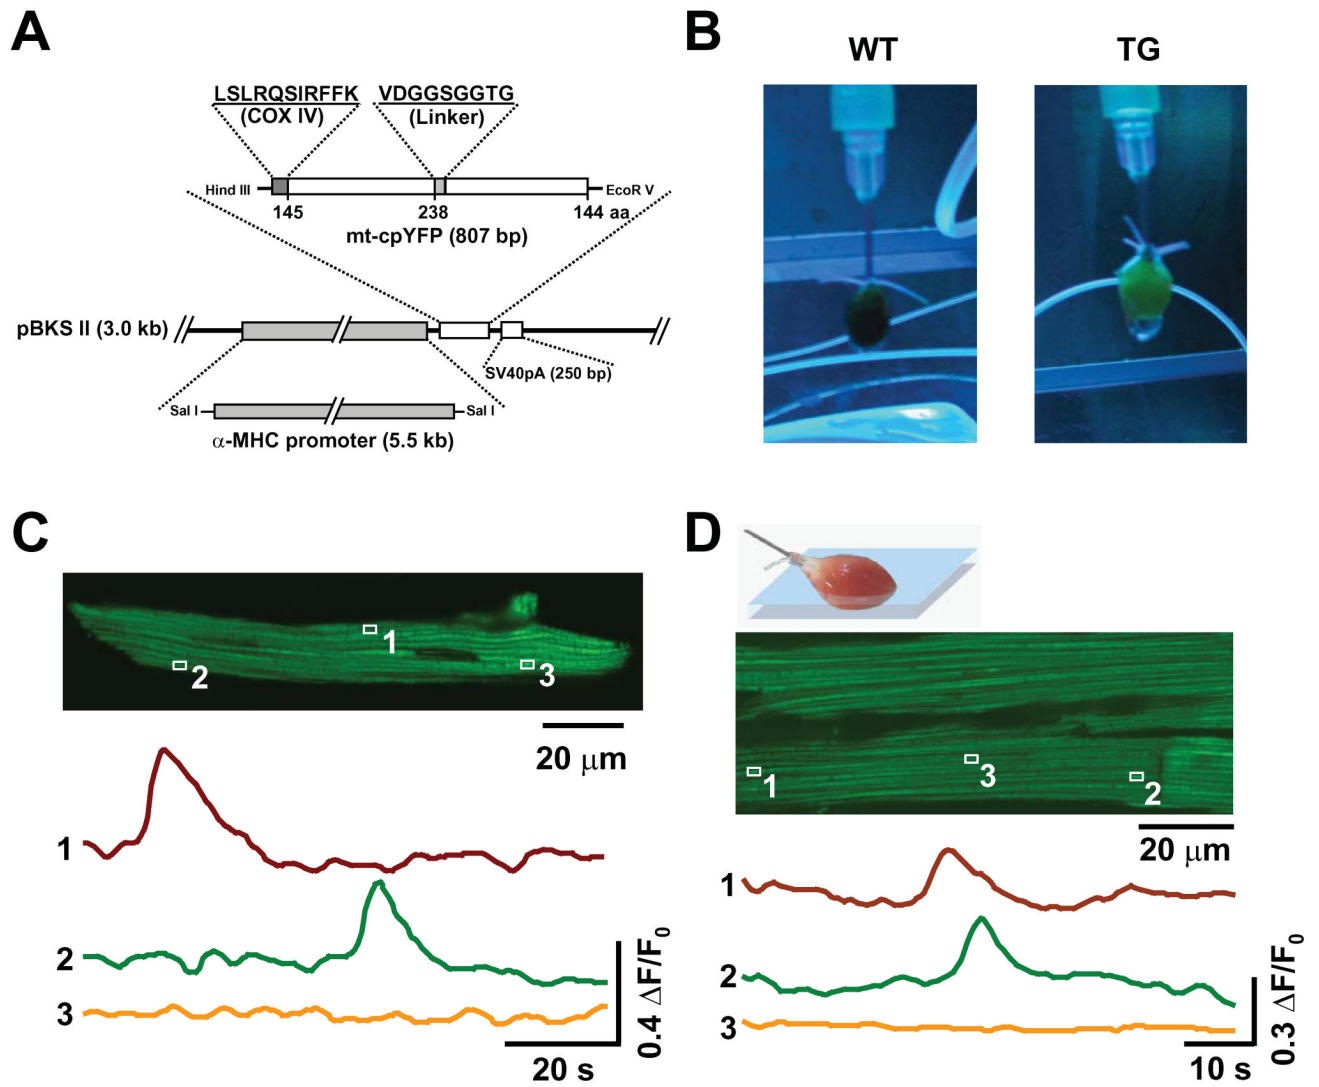 A
LSLRQSIRFFK VDGGSGGTG
(COX IV) (Linker)
Hind III EcoR V
145 238 144 aa
mt-cpYFP (807 bp)
pBKS II (3.0 kb)
SV40pA (250 bp)
Sal I Sal I
α-MHC promoter (5.5 kb)
B
WT TG
C
1
2
3
20 μm
1
2
3
0.4 ΔF/F0
20 s
D
1
3
2
20 μm
1
2
3
0.3 ΔF/F0
10 s